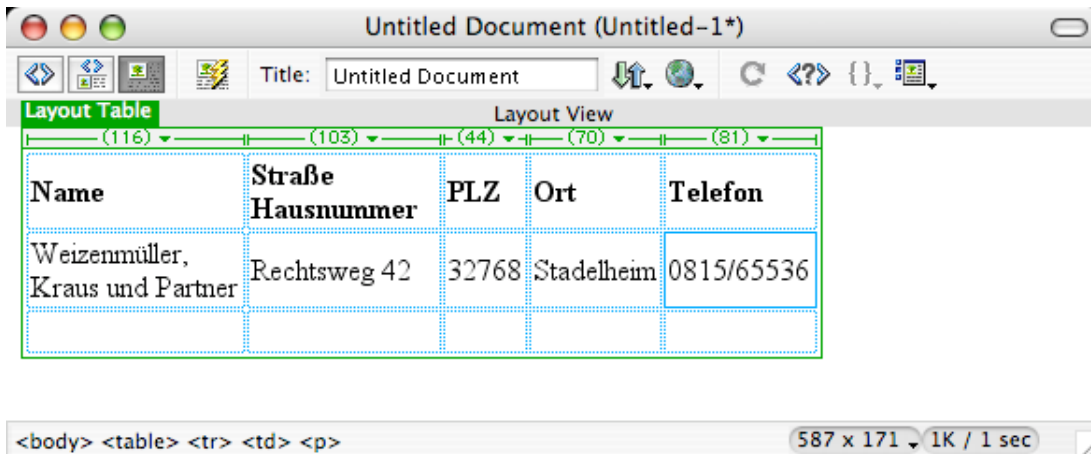 Untitled Document (Untitled-1*)
Title: Untitled Document
Layout Table
Layout View
(116) (103) (44) (70) (81)
Name Straße Hausnummer PLZ Ort Telefon
Weizenmüller, Kraus und Partner Rechtsweg 42 32768 Stadelheim 0815/65536
<body> <table> <tr> <td> <p> 587 x 171 1K / 1 sec